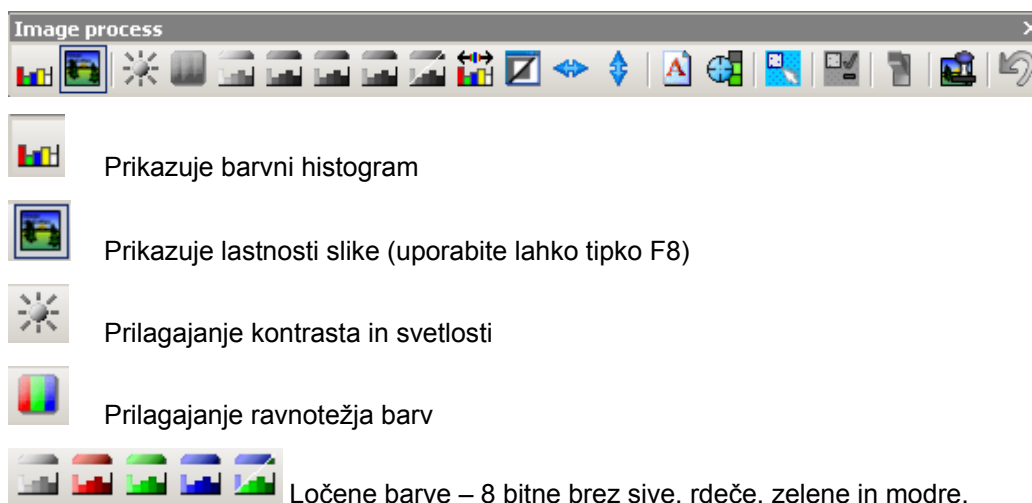 Image process
Prikazuje barvni histogram
Prikazuje lastnosti slike (uporabite lahko tipko F8)
Prilagajanje kontrasta in svetlosti
Prilagajanje ravnotežja barv
Ločene barve – 8 bitne brez sive, rdeče, zelene in modre.